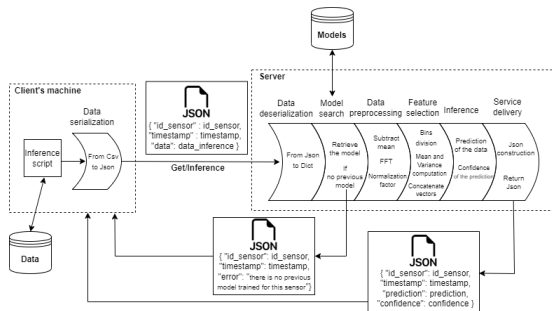 Models
Client's machine
Data
serialization
Inference
script
From Csv
to Json
Data
JSON
{ "id_sensor" : id_sensor,
"timestamp" : timestamp,
"data": data_inference }
Get/Inference
Server
Data
deserialization
Model
search
Data
preprocessing
Feature
selection
Inference
Service
delivery
From Json
to Dict
Retrieve
the model
If
no previous
model
Subtract
mean
FFT
Normalization
factor
Bins
division
Mean and
Variance
computation
Concatenate
vectors
Prediction
of the data
Confidence
of the prediction
Json
construction
Return
Json
JSON
{ "id_sensor": id_sensor,
"timestamp": timestamp,
"error": "there is no previous
model trained for this sensor"}
JSON
{ "id_sensor": id_sensor,
"timestamp": timestamp,
"prediction": prediction,
"confidence": confidence }